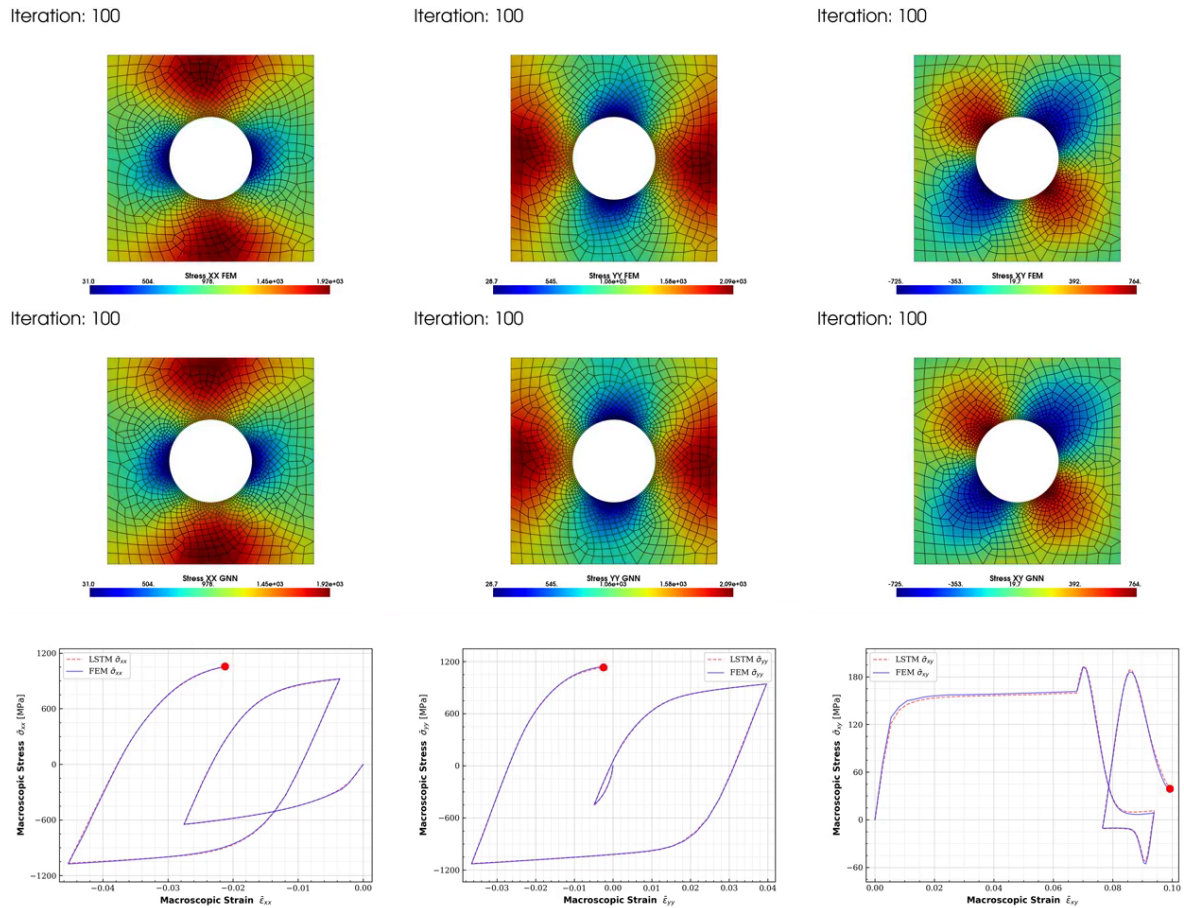 Iteration: 100
Iteration: 100
Iteration: 100
Stress XX FEM
31.0 504. 978. 1.45e+03 1.92e+03
Stress YY FEM
28.7 545. 1.06e+03 1.58e+03 2.09e+03
Stress XY FEM
-725. -353. 19.7 392. 764.
Iteration: 100
Iteration: 100
Iteration: 100
Stress XX GNN
31.0 504. 978. 1.45e+03 1.92e+03
Stress YY GNN
28.7 545. 1.06e+03 1.58e+03 2.09e+03
Stress XY GNN
-725. -353. 19.7 392. 764.
Macroscopic Stress σ̄xx [MPa]
1200
600
0
−600
−1200
LSTM σ̄xx
FEM σ̄xx
−0.04 −0.03 −0.02 −0.01 0.00
Macroscopic Strain ε̄xx
Macroscopic Stress σ̄yy [MPa]
1200
600
0
−600
−1200
LSTM σ̄yy
FEM σ̄yy
−0.03 −0.02 −0.01 0.00 0.01 0.02 0.03 0.04
Macroscopic Strain ε̄yy
Macroscopic Stress σ̄xy [MPa]
180
120
60
0
−60
LSTM σ̄xy
FEM σ̄xy
0.00 0.02 0.04 0.06 0.08 0.10
Macroscopic Strain ε̄xy